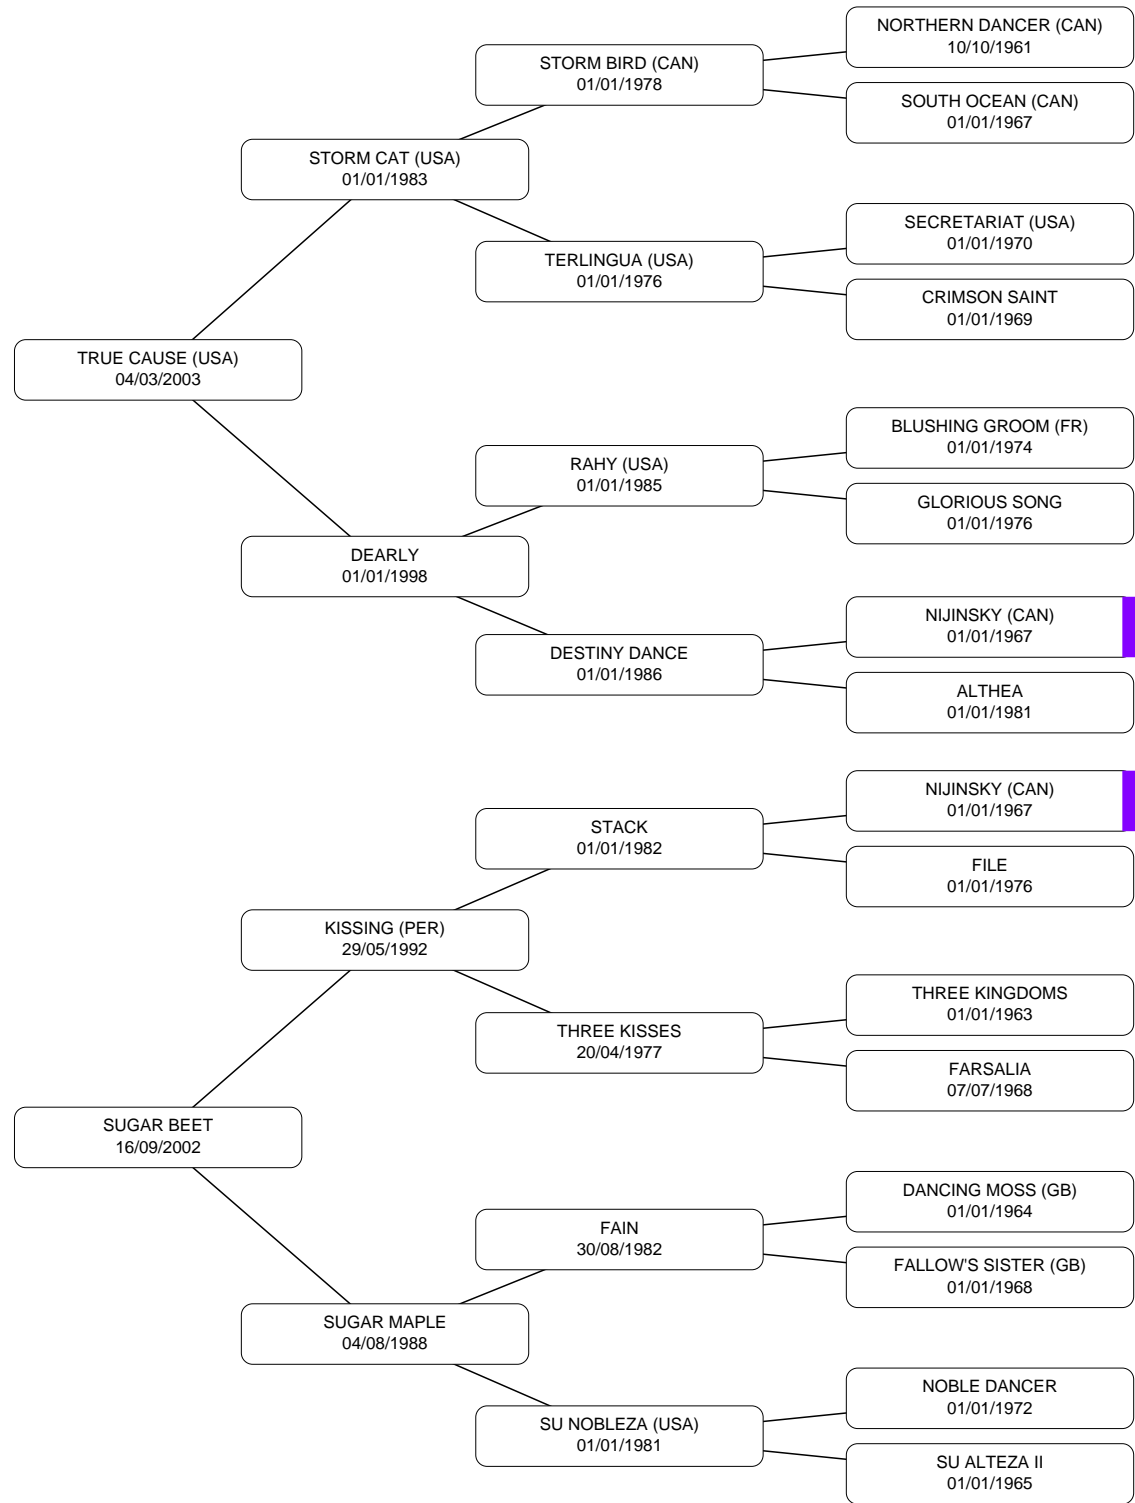 NORTHERN DANCER (CAN)
10/10/1961
STORM BIRD (CAN)
01/01/1978
SOUTH OCEAN (CAN)
01/01/1967
STORM CAT (USA)
01/01/1983
SECRETARIAT (USA)
01/01/1970
TERLINGUA (USA)
01/01/1976
CRIMSON SAINT
01/01/1969
TRUE CAUSE (USA)
04/03/2003
BLUSHING GROOM (FR)
01/01/1974
RAHY (USA)
01/01/1985
GLORIOUS SONG
01/01/1976
DEARLY
01/01/1998
NIJINSKY (CAN)
01/01/1967
DESTINY DANCE
01/01/1986
ALTHEA
01/01/1981
NIJINSKY (CAN)
01/01/1967
STACK
01/01/1982
FILE
01/01/1976
KISSING (PER)
29/05/1992
THREE KINGDOMS
01/01/1963
THREE KISSES
20/04/1977
FARSALIA
07/07/1968
SUGAR BEET
16/09/2002
DANCING MOSS (GB)
01/01/1964
FAIN
30/08/1982
FALLOW'S SISTER (GB)
01/01/1968
SUGAR MAPLE
04/08/1988
NOBLE DANCER
01/01/1972
SU NOBLEZA (USA)
01/01/1981
SU ALTEZA II
01/01/1965